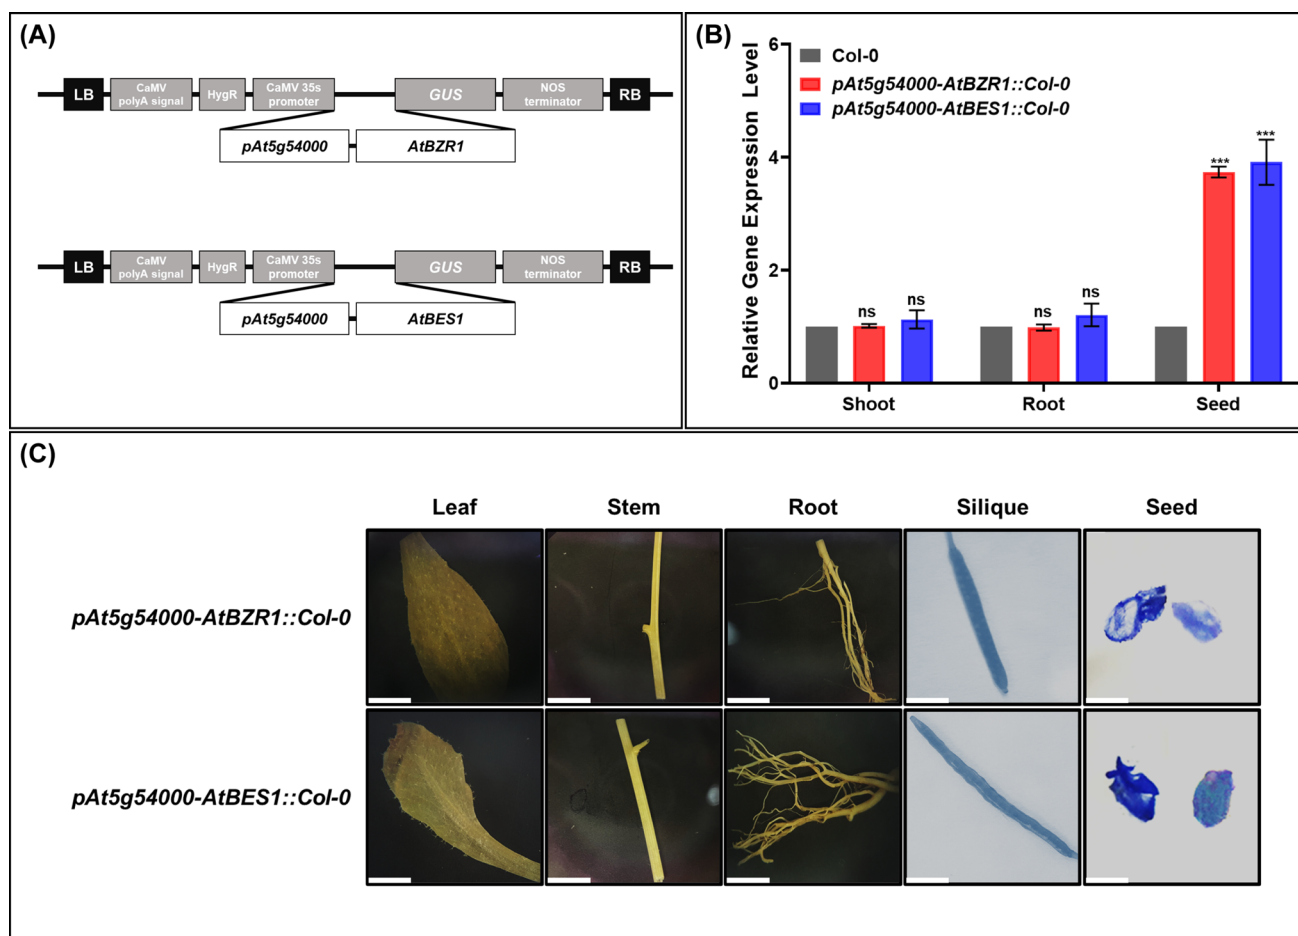 (A)
LB
CaMV
polyA signal
HygR
CaMV 35s
promoter
GUS
NOS
terminator
RB
pAt5g54000
AtBZR1
LB
CaMV
polyA signal
HygR
CaMV 35s
promoter
GUS
NOS
terminator
RB
pAt5g54000
AtBES1
(B)
Relative Gene Expression Level
6
4
2
0
Col-0
pAt5g54000-AtBZR1::Col-0
pAt5g54000-AtBES1::Col-0
ns
ns
ns
ns
***
***
Shoot
Root
Seed
(C)
Leaf
Stem
Root
Silique
Seed
pAt5g54000-AtBZR1::Col-0
pAt5g54000-AtBES1::Col-0